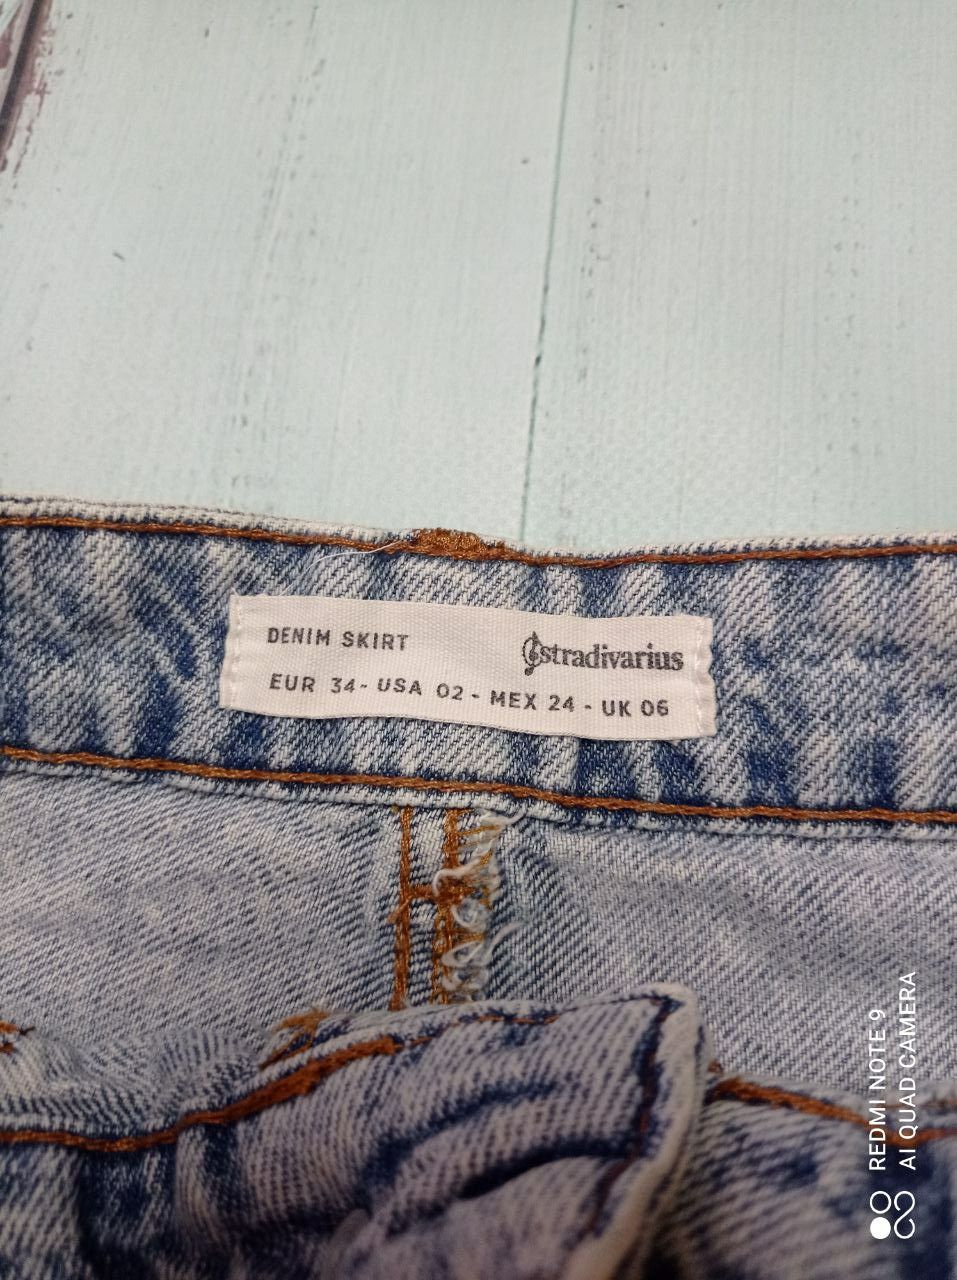 DENIM SKIRT stradivarius
EUR 34 - USA 02 - MEX 24 - UK 06
REDMI NOTE 9
AI QUAD CAMERA